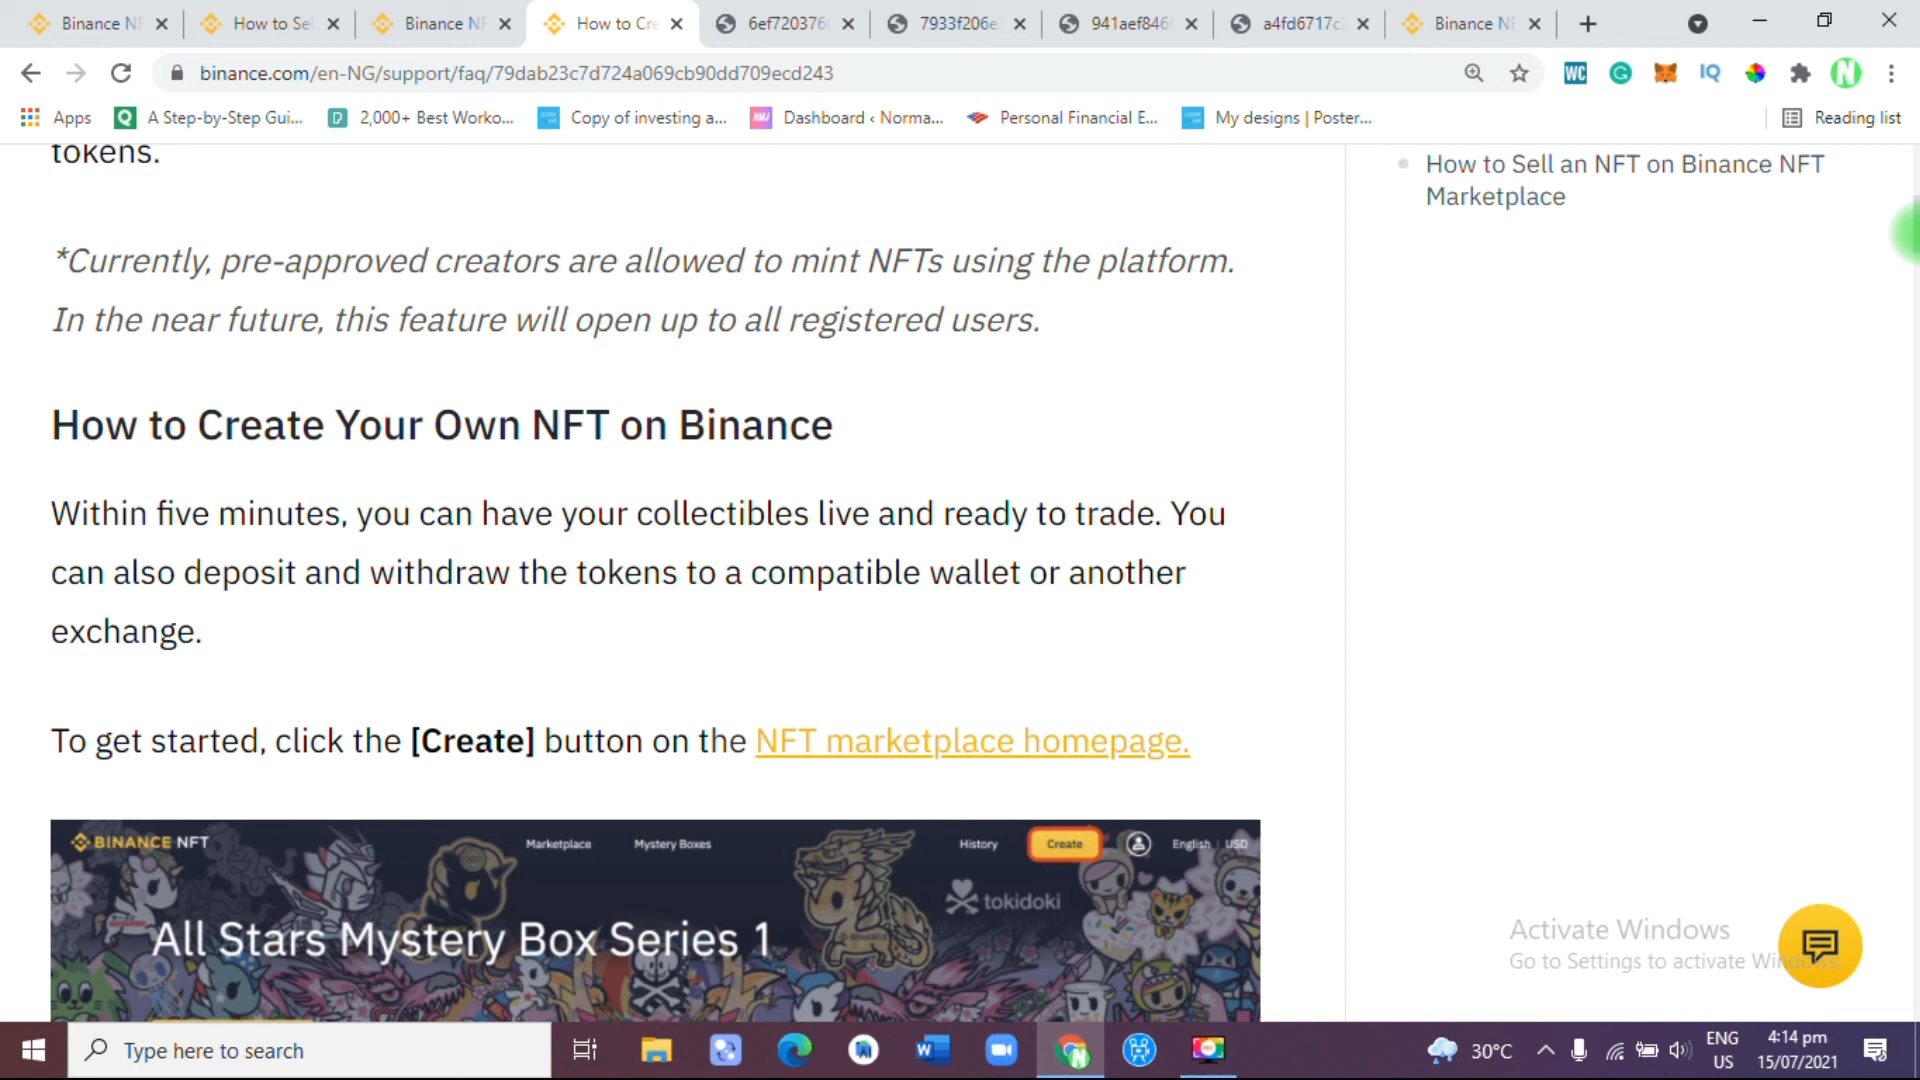 Binance NF
How to Sel
Binance NF
How to Cre
6ef7203760
7933f206e
941aef846
a4fd6717c
Binance NF
binance.com/en-NG/support/faq/79dab23c7d724a069cb90dd709ecd243
WC
IQ
N
Apps
A Step-by-Step Gui...
2,000+ Best Worko...
Copy of investing a...
Dashboard ‹ Norma...
Personal Financial E...
My designs | Poster...
Reading list
tokens.
How to Sell an NFT on Binance NFT
Marketplace
*Currently, pre-approved creators are allowed to mint NFTs using the platform.
In the near future, this feature will open up to all registered users.
How to Create Your Own NFT on Binance
Within five minutes, you can have your collectibles live and ready to trade. You
can also deposit and withdraw the tokens to a compatible wallet or another
exchange.
To get started, click the [Create] button on the NFT marketplace homepage.
BINANCE NFT
Marketplace
Mystery Boxes
History
Create
English
USD
tokidoki
All Stars Mystery Box Series 1
Activate Windows
Go to Settings to activate Windows.
Type here to search
30°C
ENG
US
4:14 pm
15/07/2021